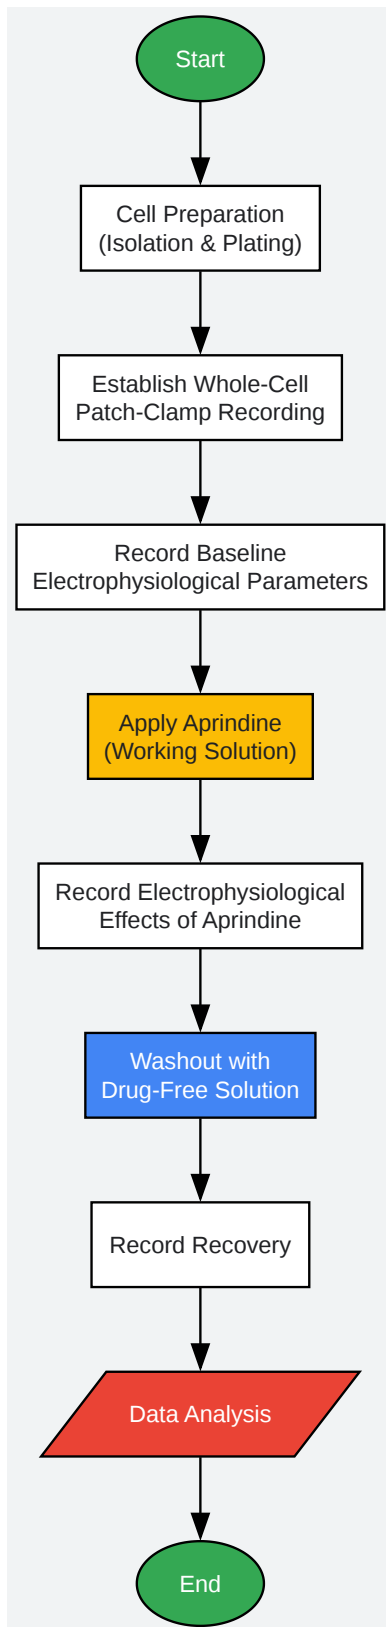 Start
Cell Preparation
(Isolation & Plating)
Establish Whole-Cell
Patch-Clamp Recording
Record Baseline
Electrophysiological Parameters
Apply Aprindine
(Working Solution)
Record Electrophysiological
Effects of Aprindine
Washout with
Drug-Free Solution
Record Recovery
Data Analysis
End